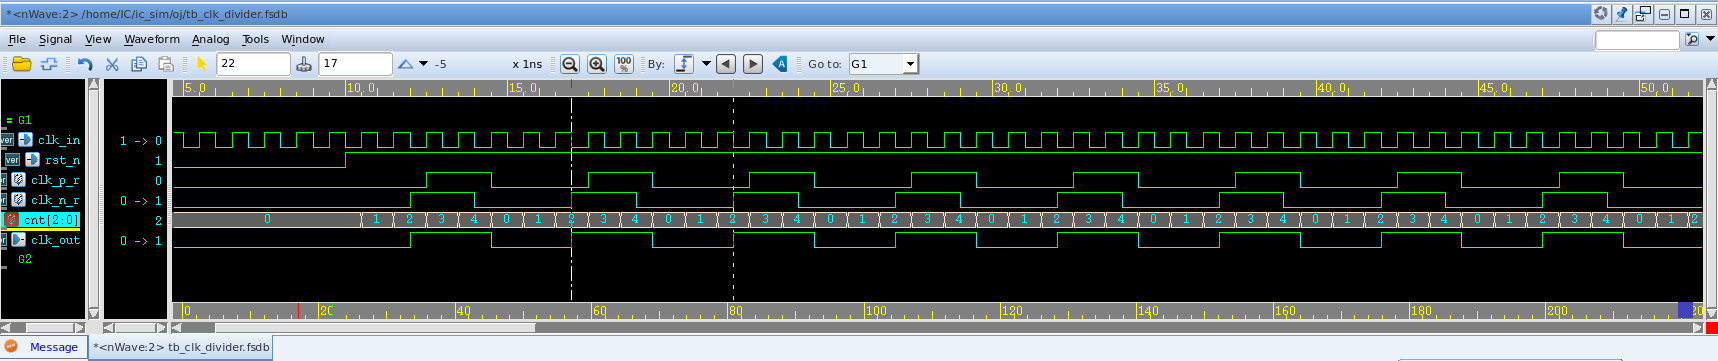 *<nWave:2> /home/IC/ic_sim/oj/tb_clk_divider.fsdb
File Signal View Waveform Analog Tools Window
22 17 -5 x 1ns 100% By: Go to: G1
5.0 10.0 15.0 20.0 25.0 30.0 35.0 40.0 45.0 50.0
= G1
ver clk_in 1 -> 0
ver rst_n 1
clk_p_r 0
clk_n_r 0 -> 1
cnt[2:0] 2 0 1 2 3 4 0 1 2 3 4 0 1 2 3 4 0 1 2 3 4 0 1 2 3 4 0 1 2 3 4 0 1 2 3 4 0 1 2 3 4 0 1 2
clk_out 0 -> 1
G2
0 20 40 60 80 100 120 140 160 180 200 20
Message *<nWave:2> tb_clk_divider.fsdb